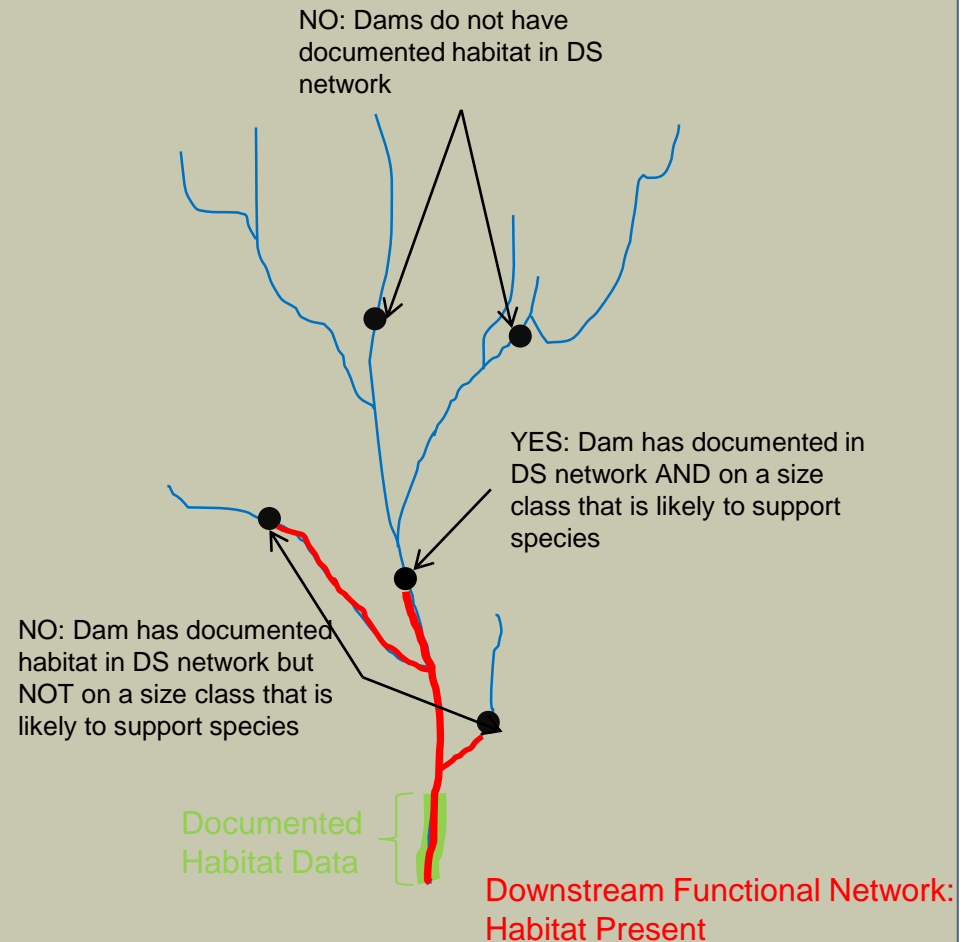 NO: Dams do not have
documented habitat in DS
network
YES: Dam has documented in
DS network AND on a size
class that is likely to support
species
NO: Dam has documented
habitat in DS network but
NOT on a size class that is
likely to support species
Documented
Habitat Data
Downstream Functional Network:
Habitat Present